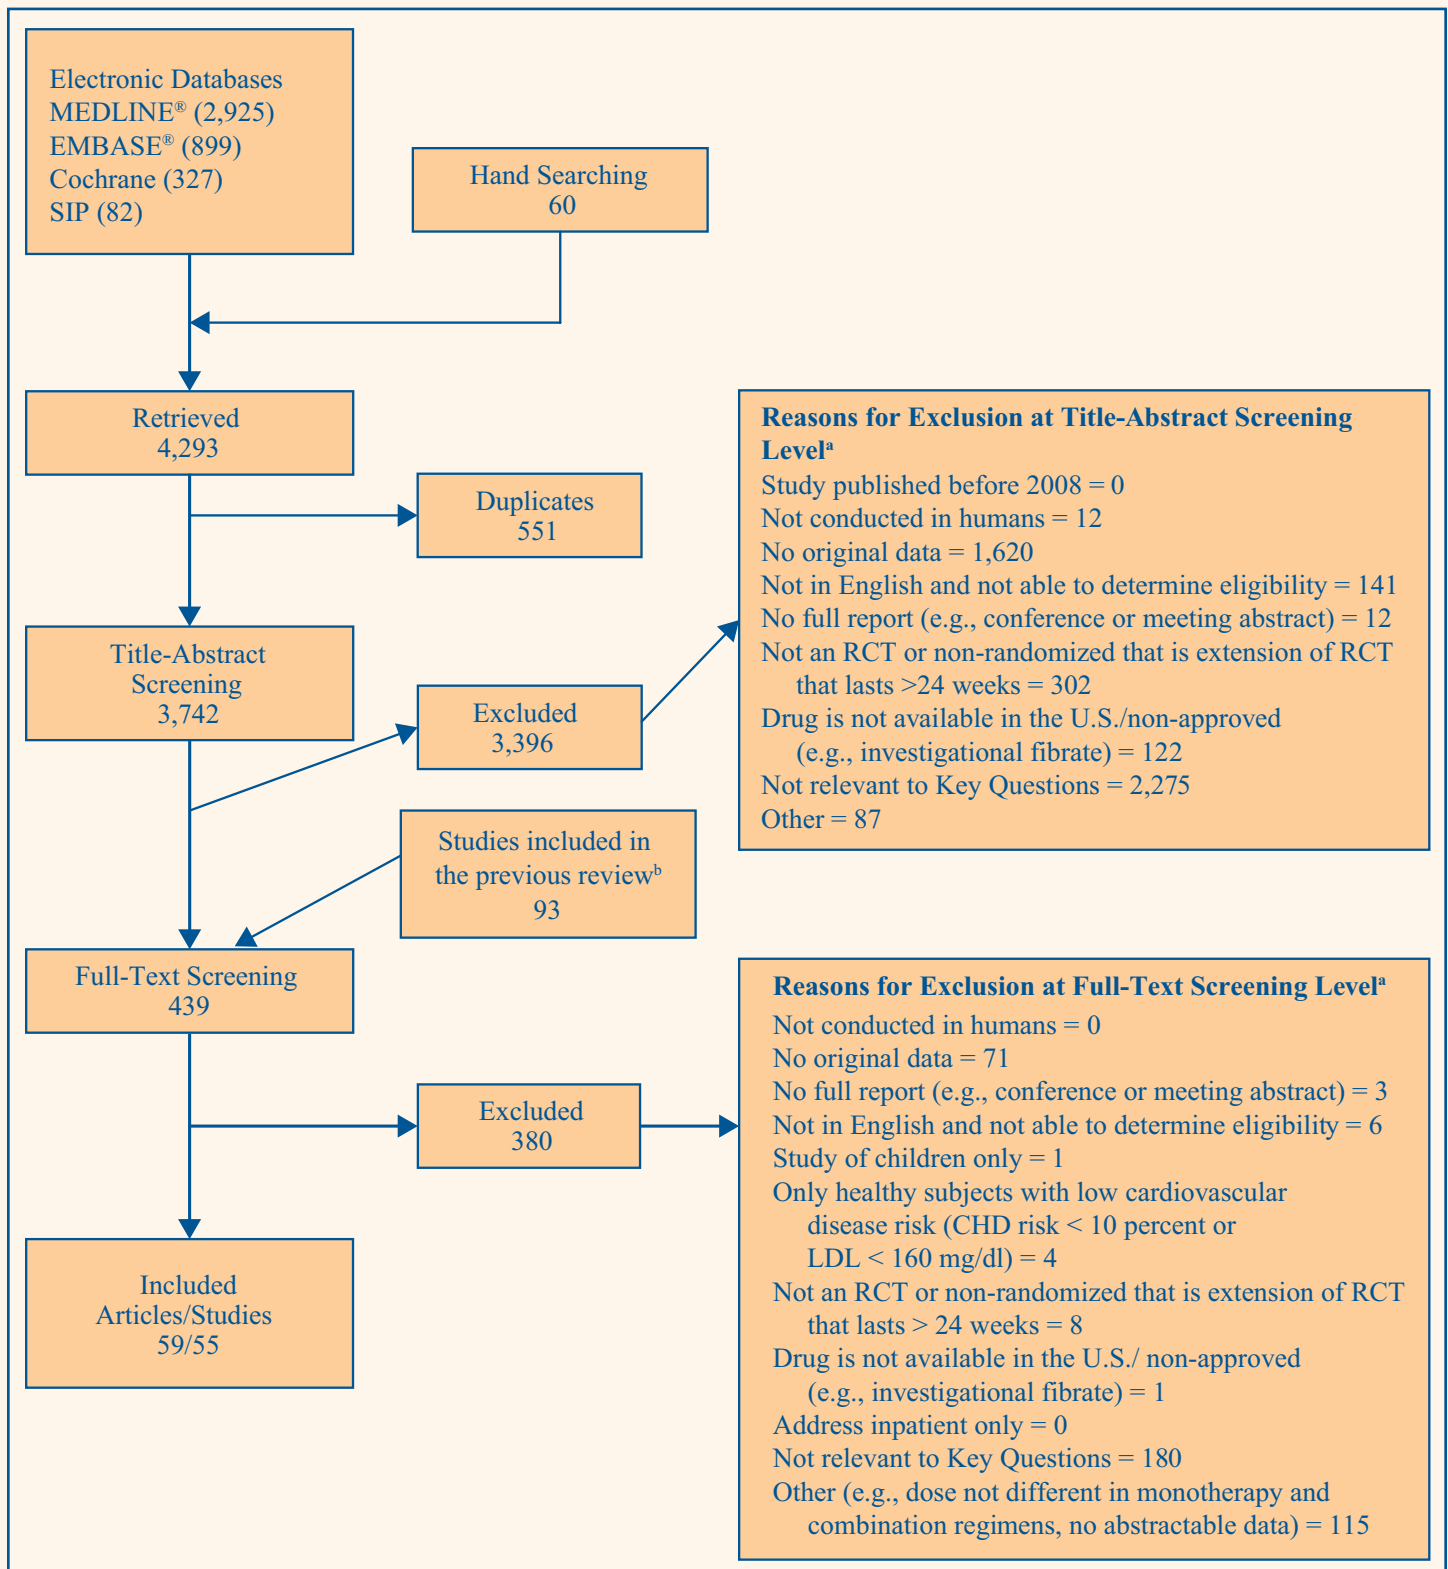 Electronic Databases
MEDLINE® (2,925)
EMBASE® (899)
Cochrane (327)
SIP (82)
Hand Searching
60
Retrieved
4,293
Duplicates
551
Title-Abstract
Screening
3,742
Excluded
3,396
Reasons for Exclusion at Title-Abstract Screening
Levelᵃ
Study published before 2008 = 0
Not conducted in humans = 12
No original data = 1,620
Not in English and not able to determine eligibility = 141
No full report (e.g., conference or meeting abstract) = 12
Not an RCT or non-randomized that is extension of RCT
that lasts >24 weeks = 302
Drug is not available in the U.S./non-approved
(e.g., investigational fibrate) = 122
Not relevant to Key Questions = 2,275
Other = 87
Studies included in
the previous reviewᵇ
93
Full-Text Screening
439
Excluded
380
Reasons for Exclusion at Full-Text Screening Levelᵃ
Not conducted in humans = 0
No original data = 71
No full report (e.g., conference or meeting abstract) = 3
Not in English and not able to determine eligibility = 6
Study of children only = 1
Only healthy subjects with low cardiovascular
disease risk (CHD risk < 10 percent or
LDL < 160 mg/dl) = 4
Not an RCT or non-randomized that is extension of RCT
that lasts > 24 weeks = 8
Drug is not available in the U.S./ non-approved
(e.g., investigational fibrate) = 1
Address inpatient only = 0
Not relevant to Key Questions = 180
Other (e.g., dose not different in monotherapy and
combination regimens, no abstractable data) = 115
Included
Articles/Studies
59/55